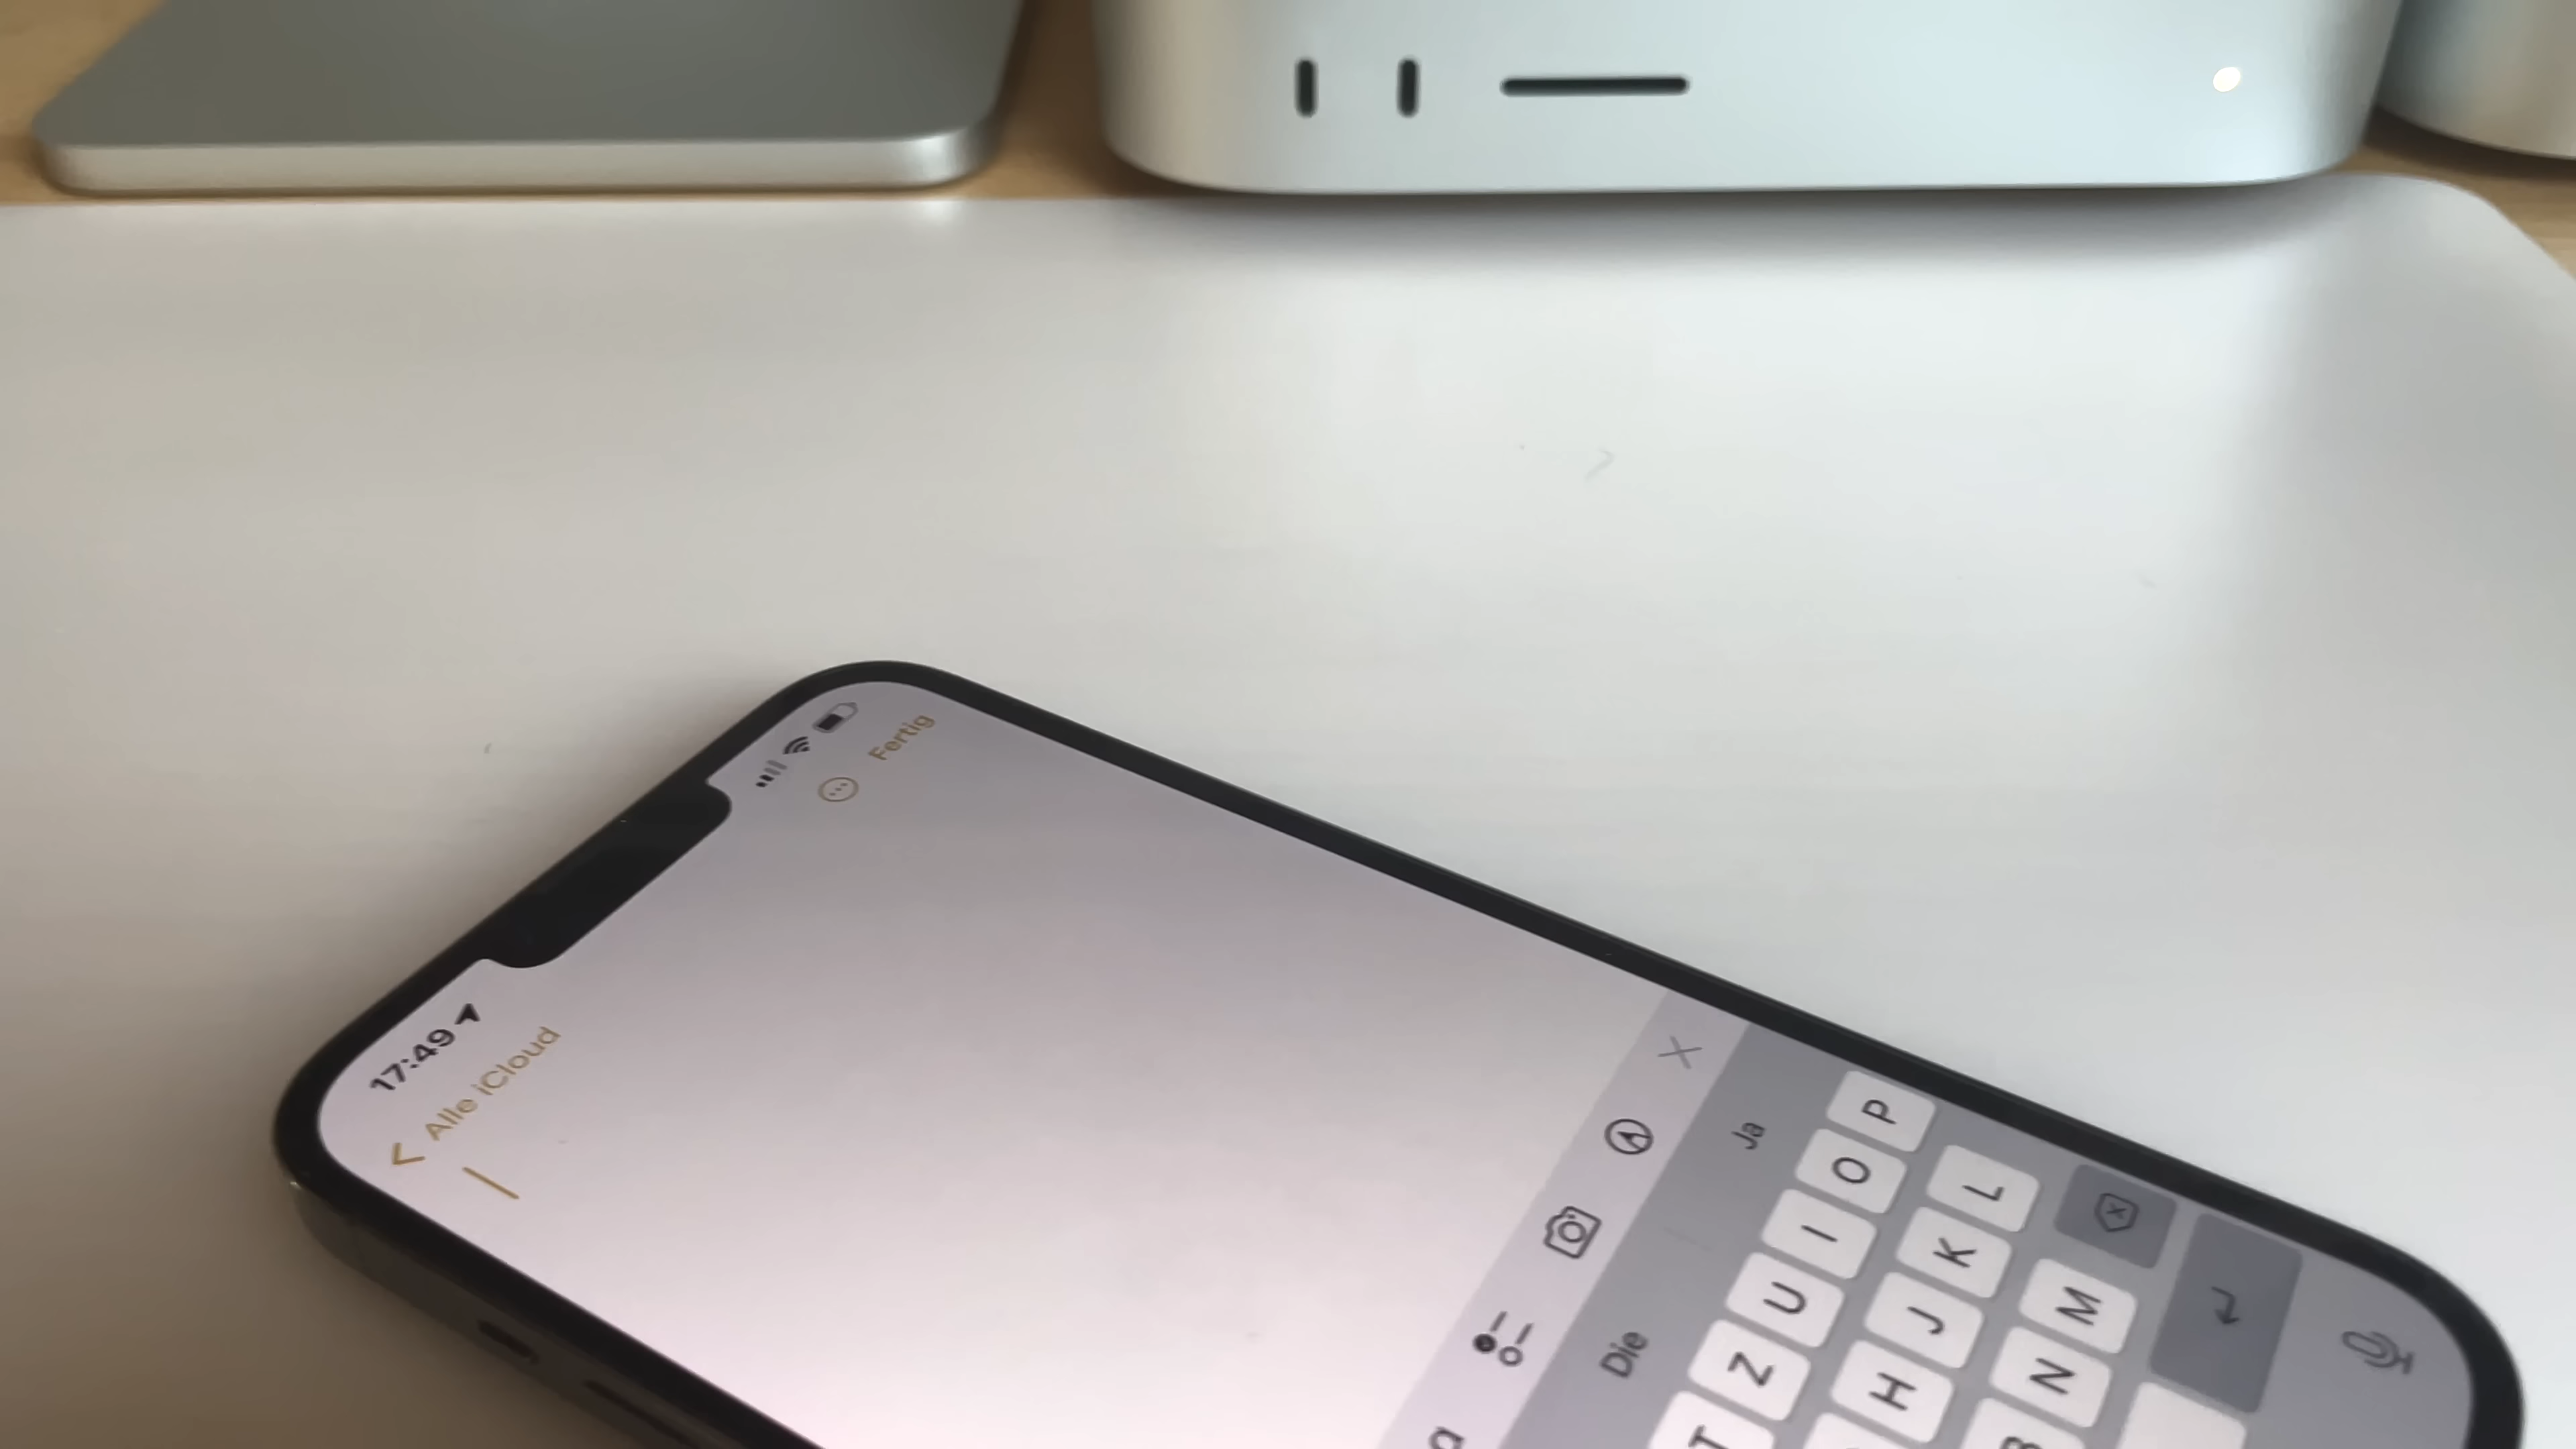 17:49
Alle iCloud
Fertig
Die
Ja
T Z U I O P
H J K L
B N M